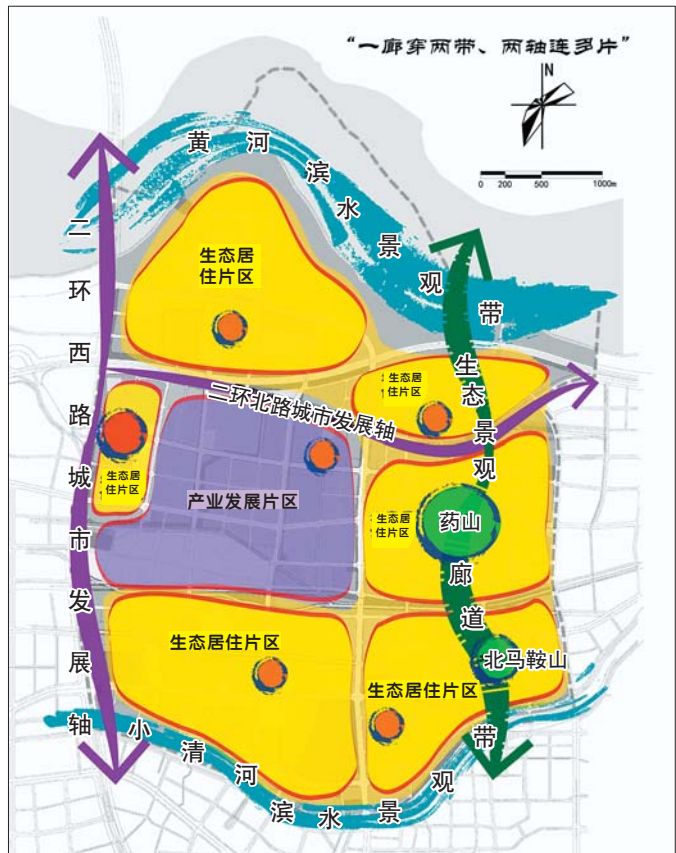 “一廊穿两带、两轴连多片”
N
0 200 500 1000m
黄河滨水景观带
二环西路城市发展轴
生态居
住片区
生态景观廊道
生态居
住片区
二环北路城市发展轴
生态居
住片区
产业发展片区
生态居
住片区
药山
生态居住片区
北马鞍山
生态居住片区
小清河滨水景观带